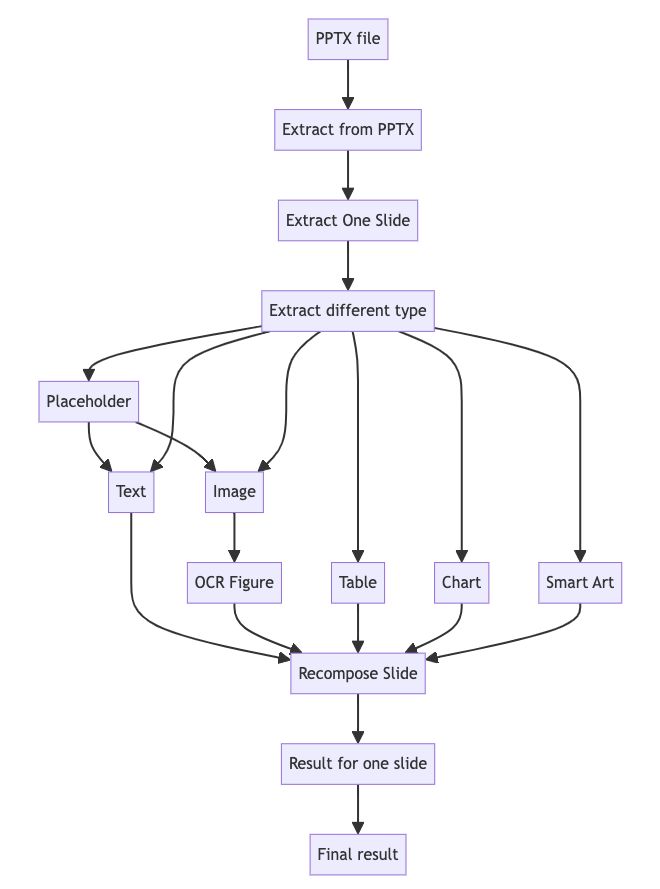 PPTX file
Extract from PPTX
Extract One Slide
Extract different type
Placeholder
Text
Image
OCR Figure
Table
Chart
Smart Art
Recompose Slide
Result for one slide
Final result